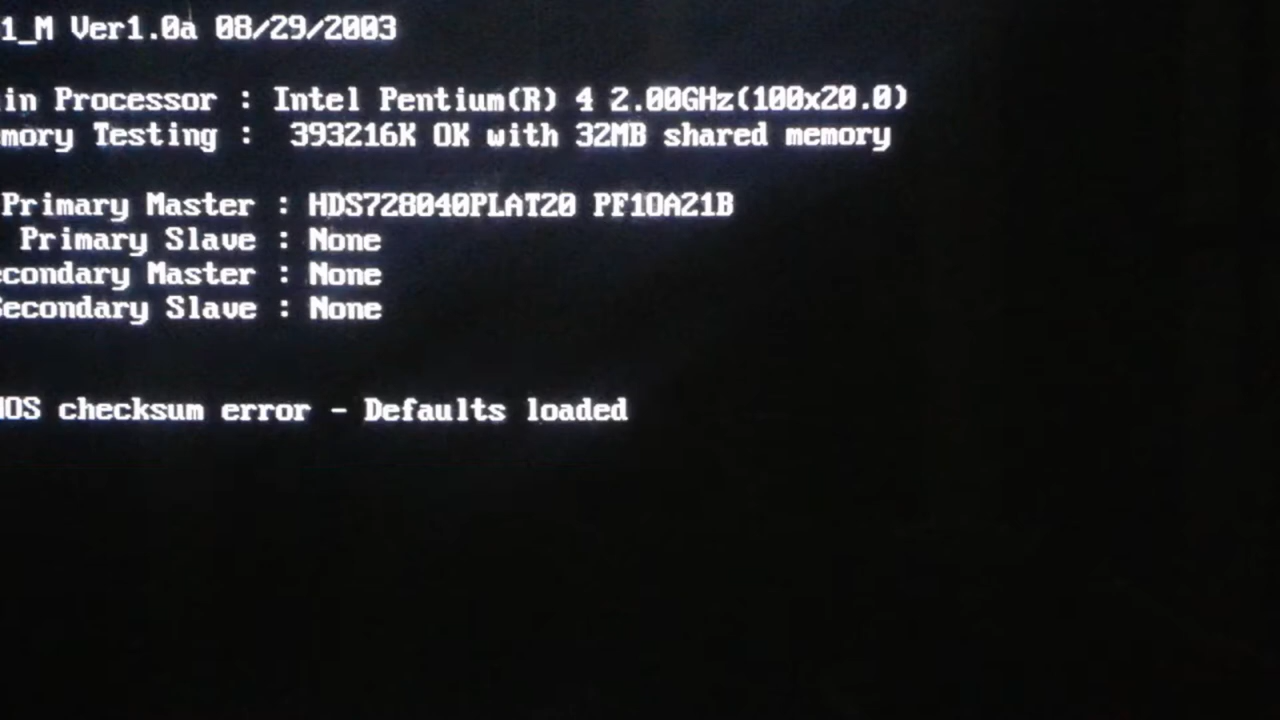 1_M Ver1.0a 08/29/2003
in Processor : Intel Pentium(R) 4 2.00GHz(100x20.0)
mory Testing : 393216K OK with 32MB shared memory
Primary Master : HDS728040PLAT20 PF1OA21B
Primary Slave : None
econdary Master : None
Secondary Slave : None
MOS checksum error - Defaults loaded